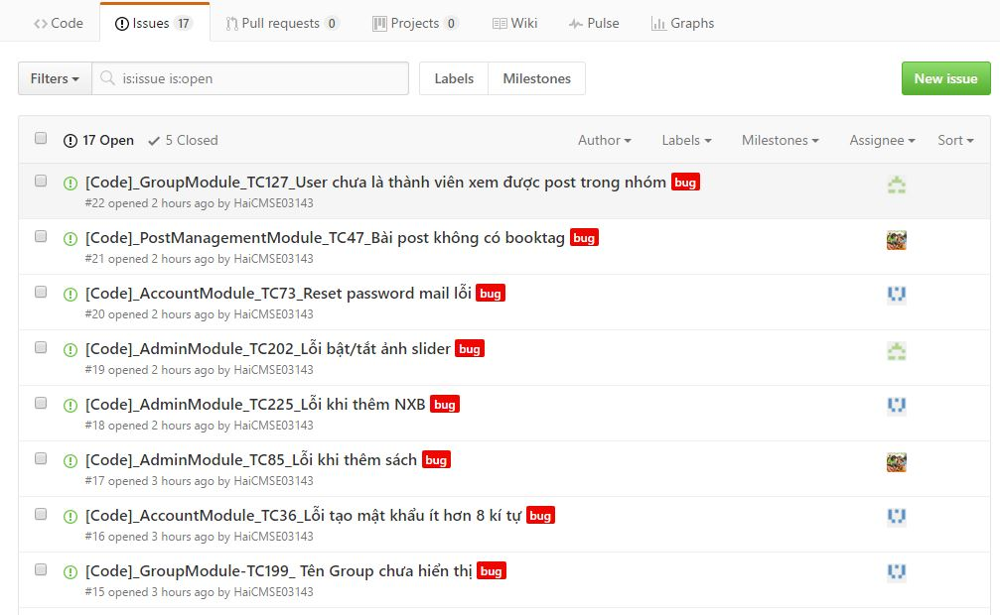 Code Issues 17 Pull requests 0 Projects 0 Wiki Pulse Graphs
Filters is:issue is:open Labels Milestones New issue
17 Open 5 Closed Author Labels Milestones Assignee Sort
[Code]_GroupModule_TC127_User chưa là thành viên xem được post trong nhóm bug
#22 opened 2 hours ago by HaiCMSE03143
[Code]_PostManagementModule_TC47_Bài post không có booktag bug
#21 opened 2 hours ago by HaiCMSE03143
[Code]_AccountModule_TC73_Reset password mail lỗi bug
#20 opened 2 hours ago by HaiCMSE03143
[Code]_AdminModule_TC202_Lỗi bật/tắt ảnh slider bug
#19 opened 2 hours ago by HaiCMSE03143
[Code]_AdminModule_TC225_Lỗi khi thêm NXB bug
#18 opened 2 hours ago by HaiCMSE03143
[Code]_AdminModule_TC85_Lỗi khi thêm sách bug
#17 opened 3 hours ago by HaiCMSE03143
[Code]_AccountModule_TC36_Lỗi tạo mật khẩu ít hơn 8 kí tự bug
#16 opened 3 hours ago by HaiCMSE03143
[Code]_GroupModule-TC199_ Tên Group chưa hiển thị bug
#15 opened 3 hours ago by HaiCMSE03143